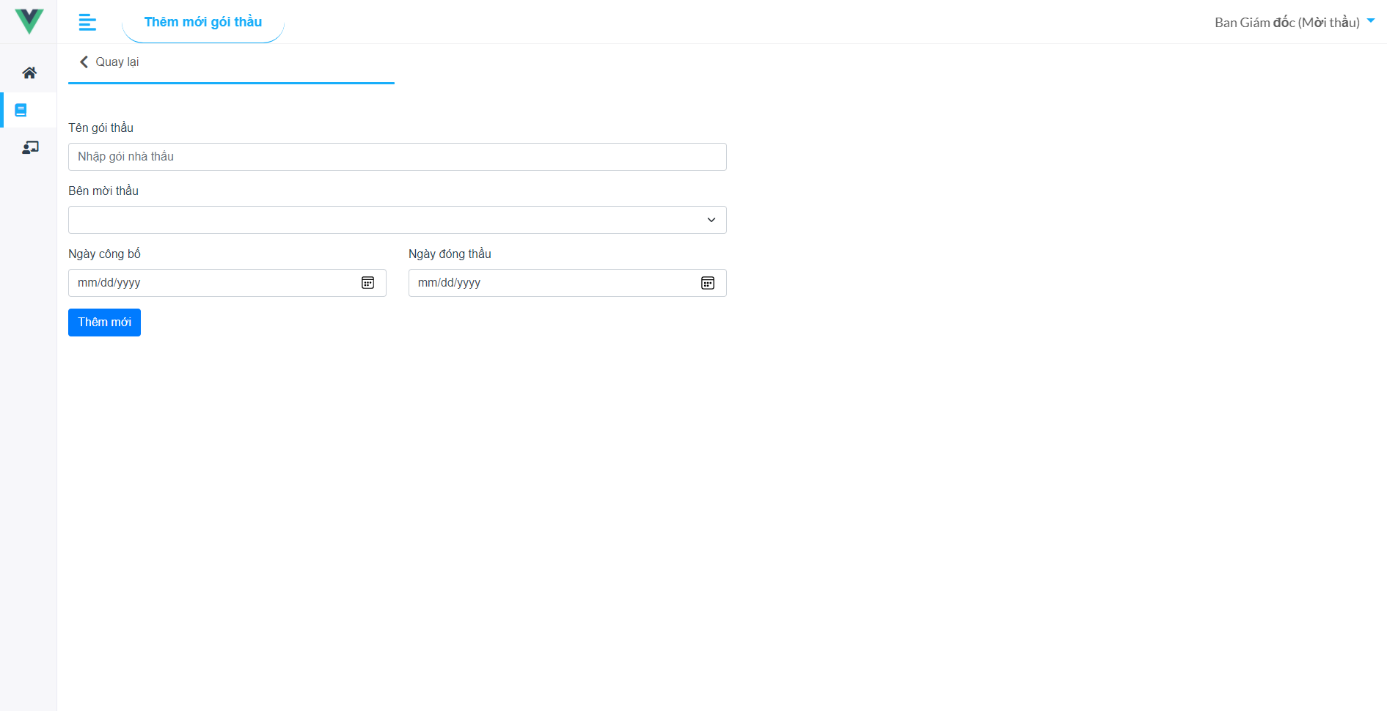 Thêm mới gói thầu
Ban Giám đốc (Mời thầu)
Quay lại
Tên gói thầu
Nhập gói nhà thầu
Bên mời thầu
Ngày công bố
Ngày đóng thầu
mm/dd/yyyy
mm/dd/yyyy
Thêm mới